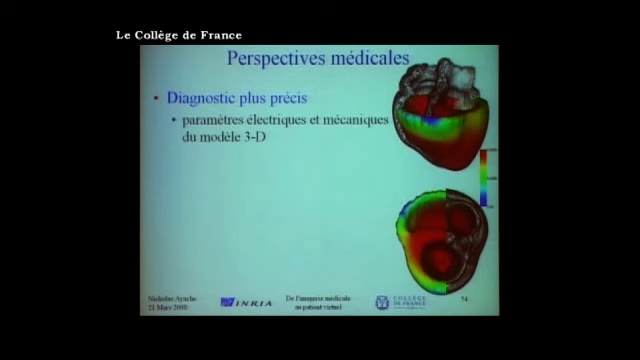 Le Collège de France
Perspectives médicales
• Diagnostic plus précis
• paramètres électriques et mécaniques
du modèle 3-D
Nicholas Ayache
21 Mars 2008
INRIA
De l'imagerie médicale
au patient virtuel
COLLÈGE
DE FRANCE
54